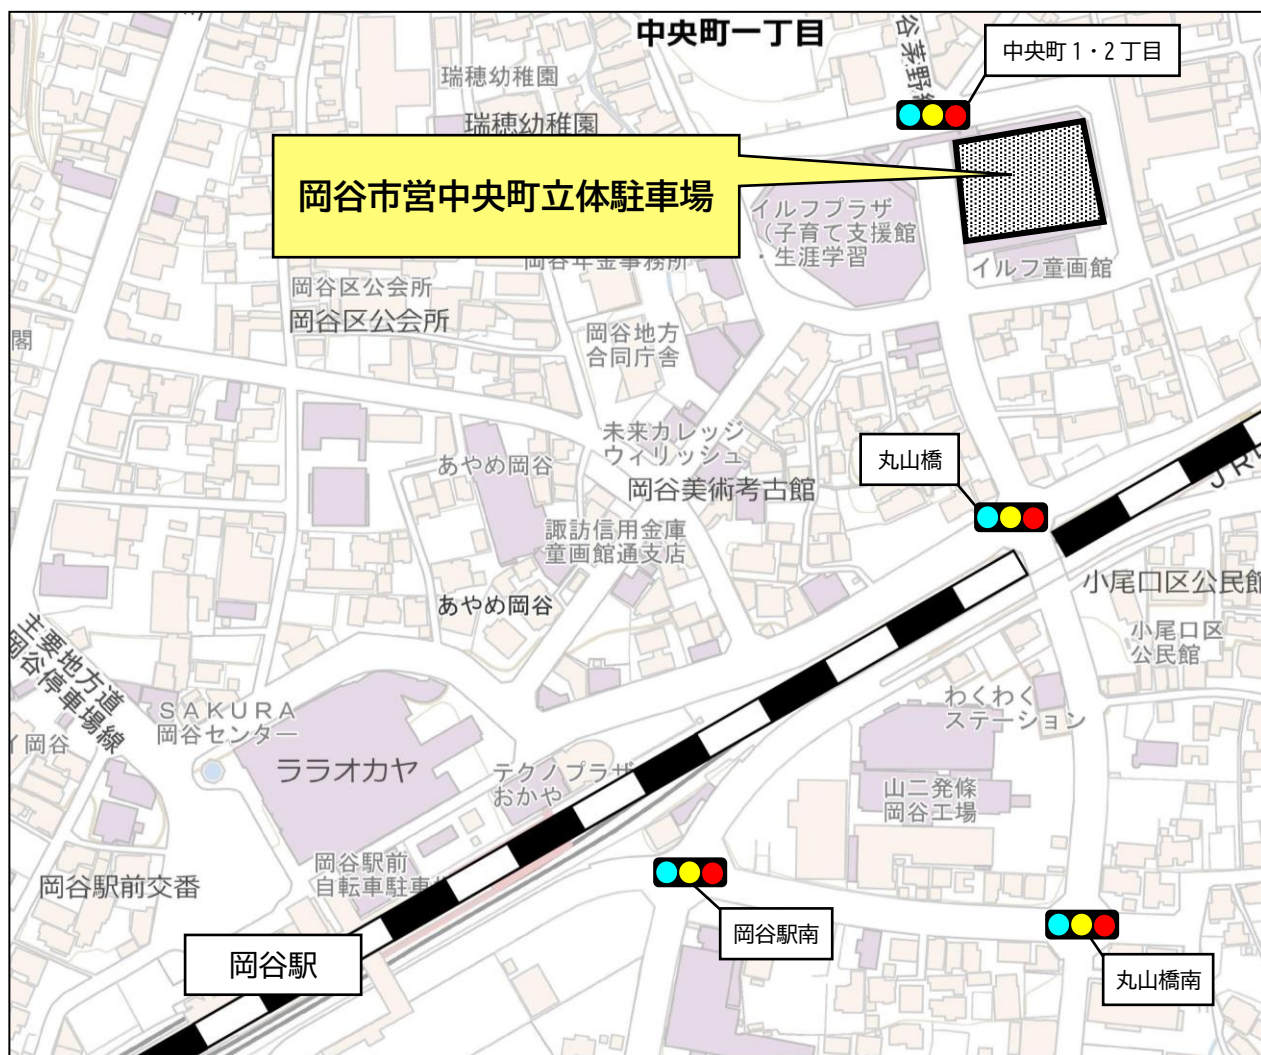 中央町一丁目
谷茅野線
中央町1・2丁目
瑞穂幼稚園
瑞穂幼稚園
岡谷市営中央町立体駐車場
イルフプラザ
(子育て支援館
・生涯学習
イルフ童画館
岡谷年金事務所
岡谷区公会所
岡谷区公会所
閣
岡谷地方
合同庁舎
未来カレッジ
ウィリッシュ
岡谷美術考古館
あやめ岡谷
丸山橋
JR
諏訪信用金庫
童画館通支店
あやめ岡谷
小尾口区公民館
小尾口区
公民館
主要地方道
岡谷停車場線
SAKURA
岡谷センター
イ岡谷
ララオカヤ
テクノプラザ
おかや
わくわく
ステーション
山二発條
岡谷工場
岡谷駅前
自転車駐車場
岡谷駅前交番
岡谷駅南
岡谷駅
丸山橋南